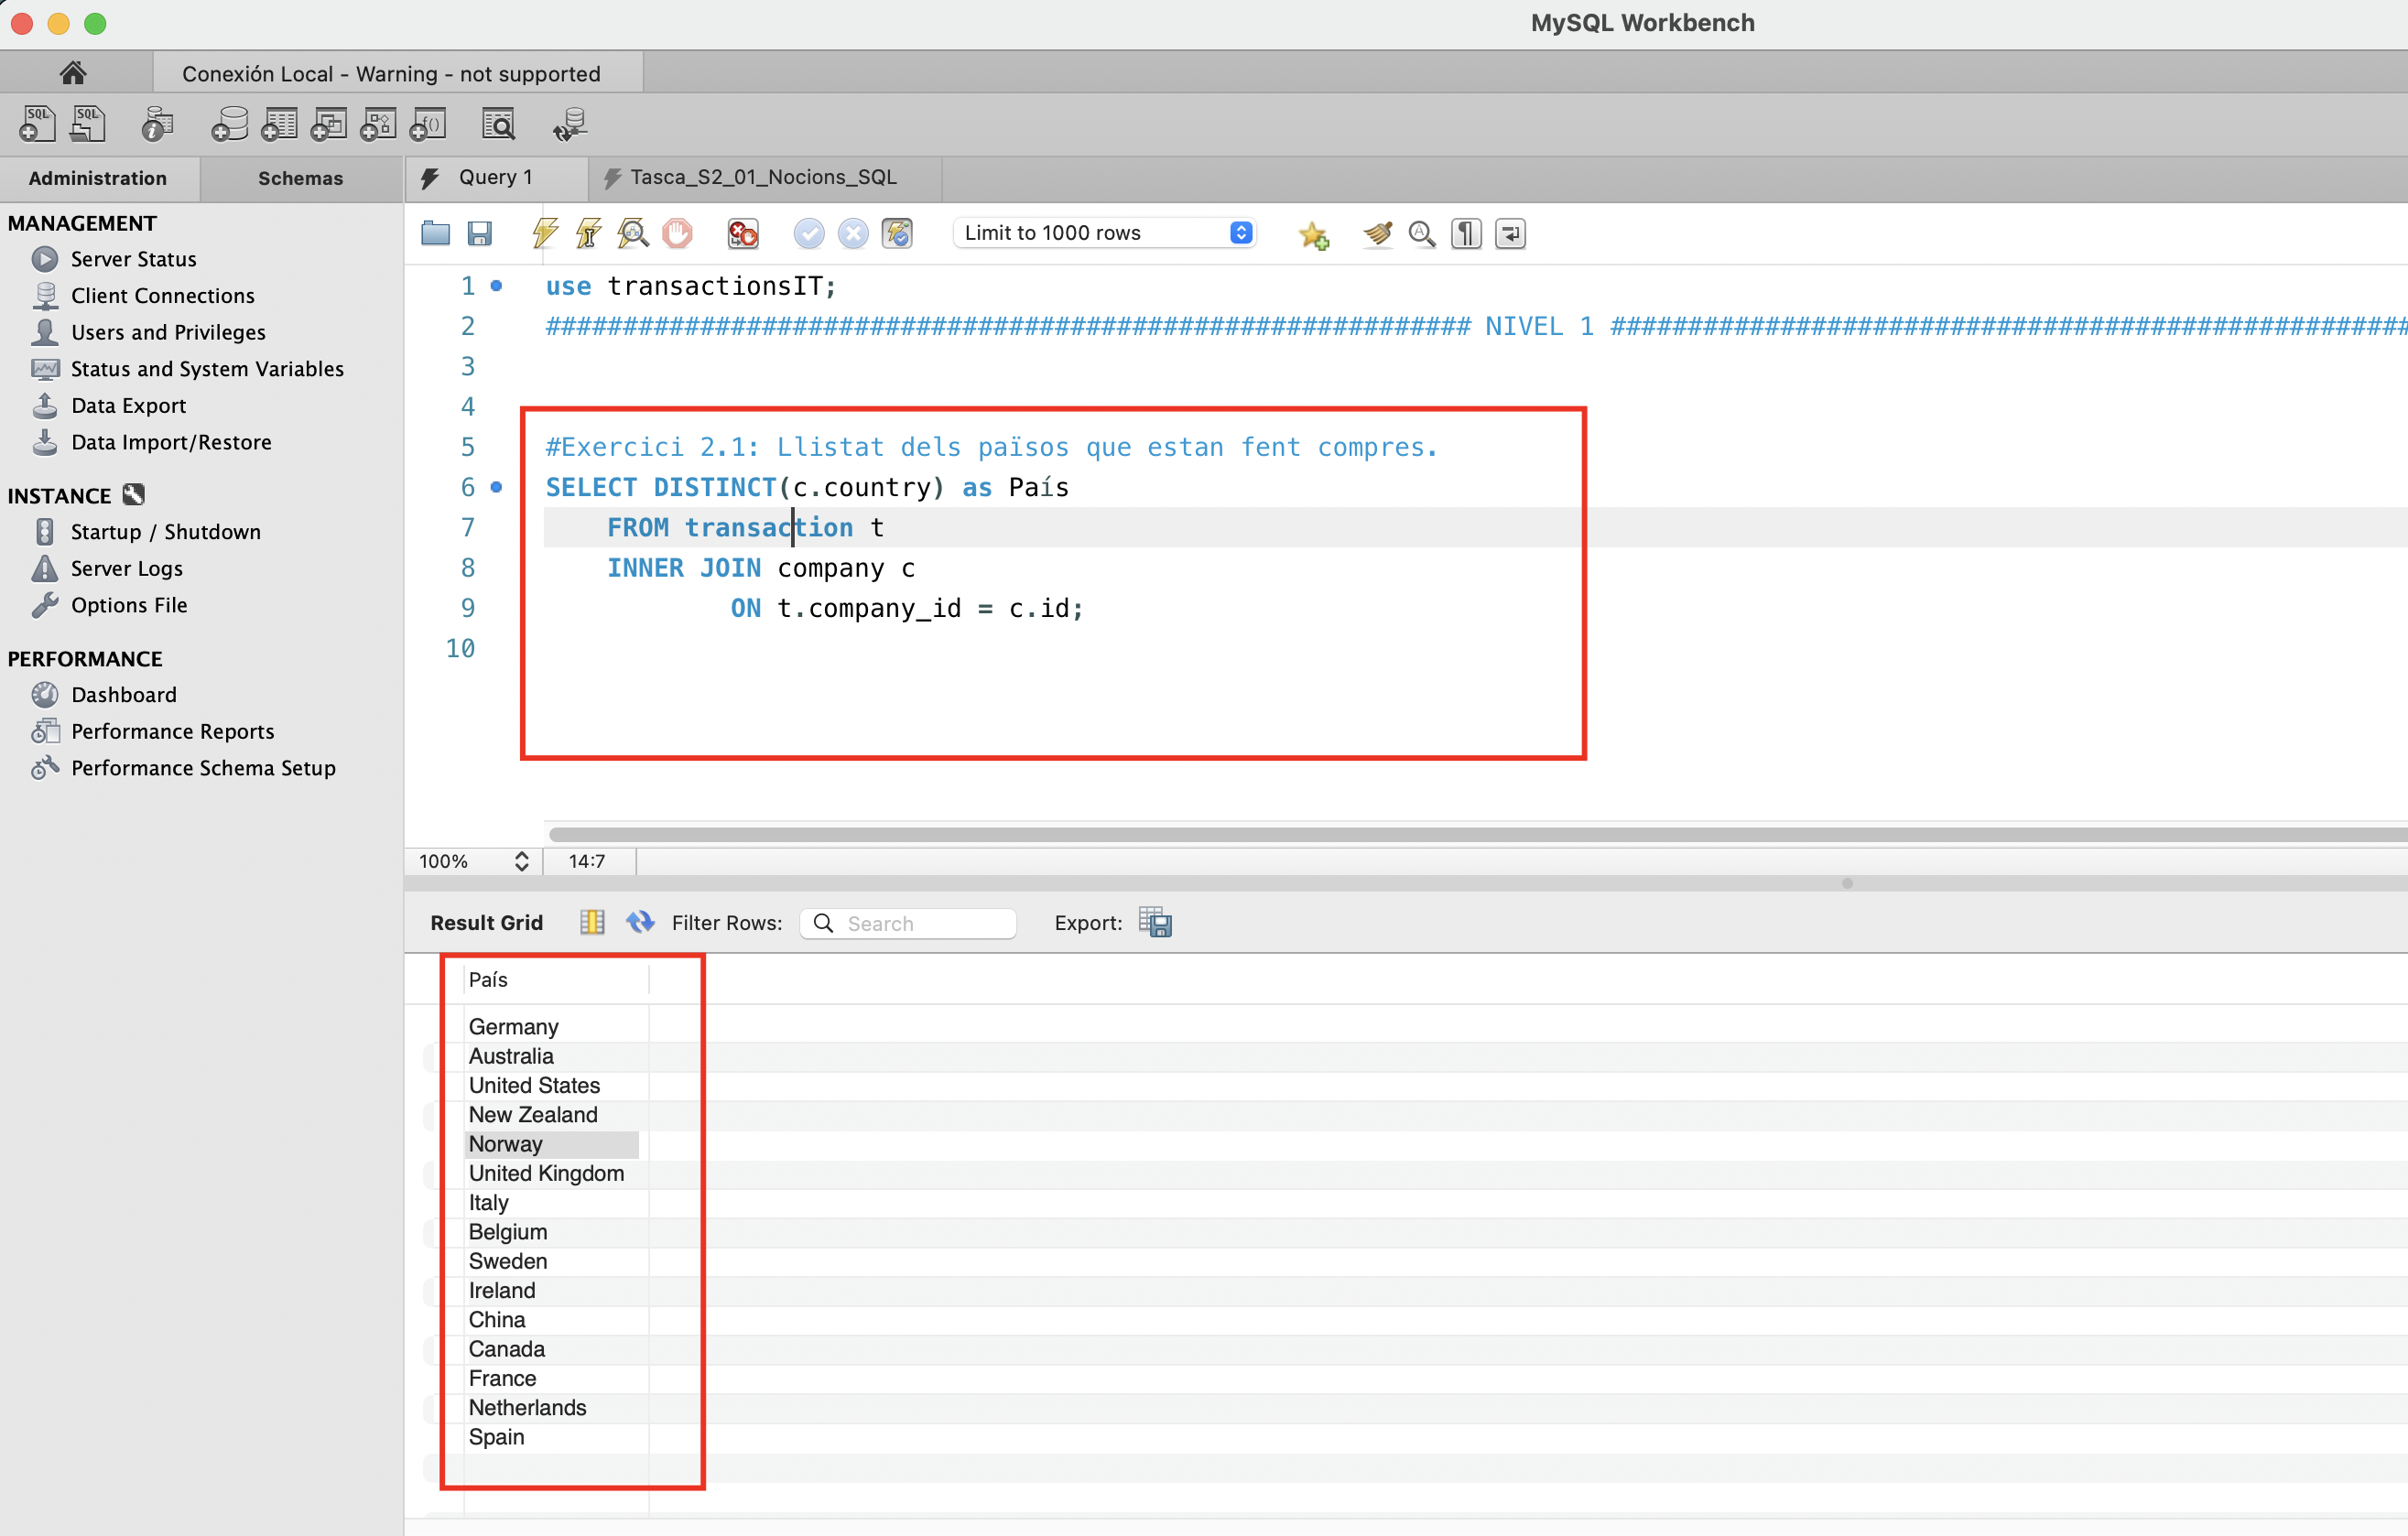 MySQL Workbench
Conexión Local - Warning - not supported
Administration
Schemas
Query 1
Tasca_S2_01_Nocions_SQL
MANAGEMENT
Server Status
Client Connections
Users and Privileges
Status and System Variables
Data Export
Data Import/Restore
INSTANCE
Startup / Shutdown
Server Logs
Options File
PERFORMANCE
Dashboard
Performance Reports
Performance Schema Setup
Limit to 1000 rows
1 use transactionsIT;
2 ############################################################ NIVEL 1 ####################################################
3
4
5 #Exercici 2.1: Llistat dels països que estan fent compres.
6 SELECT DISTINCT(c.country) as País
7 FROM transaction t
8 INNER JOIN company c
9 ON t.company_id = c.id;
10
100%
14:7
Result Grid
Filter Rows:
Search
Export:
País
Germany
Australia
United States
New Zealand
Norway
United Kingdom
Italy
Belgium
Sweden
Ireland
China
Canada
France
Netherlands
Spain